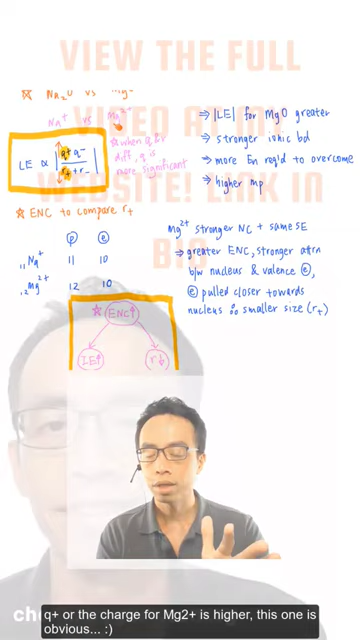 VIEW THE FULL
VIDEO AT OUR
WEBSITE! LINK IN
BIO
☆ Na2O vs MgO
Na+ vs Mg2+
LE ∝ | q+ q- / r+ + r- |
☆ when q & r
diff, q is
more significant
→ |LE| for MgO greater
→ stronger ionic bd
→ more En req'd to overcome
→ higher mp
☆ ENC to compare r+
p e
11Na+ 11 10
12Mg2+ 12 10
Mg2+ stronger NC + same SE
→ greater ENC, stronger attrn
b/w nucleus & valence e,
e pulled closer towards
nucleus ∴ smaller size (r+)
☆ ENC↑
IE↑ r↓
q+ or the charge for Mg2+ is higher, this one is
obvious... :)